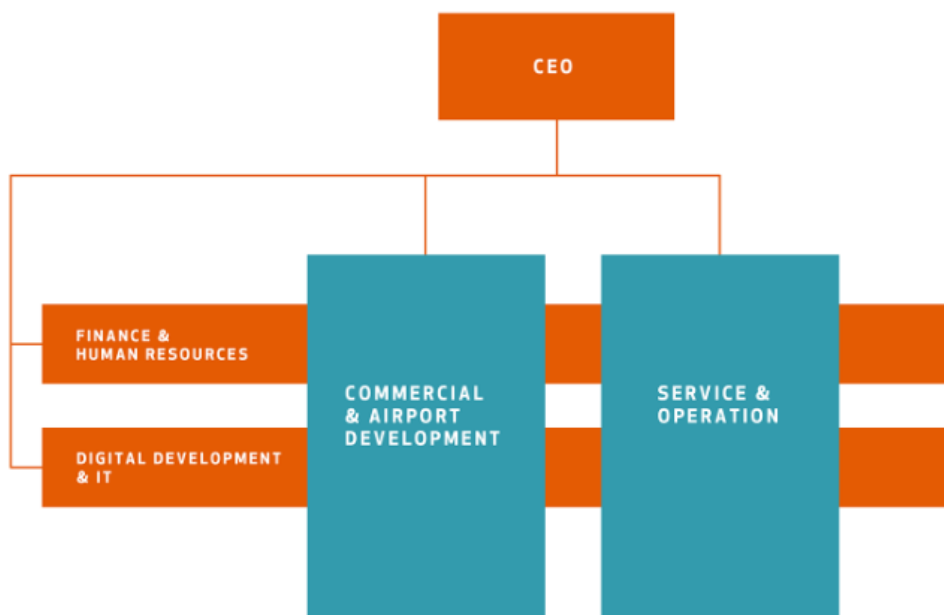 CEO
FINANCE &
HUMAN RESOURCES
COMMERCIAL
& AIRPORT
DEVELOPMENT
SERVICE &
OPERATION
DIGITAL DEVELOPMENT
& IT